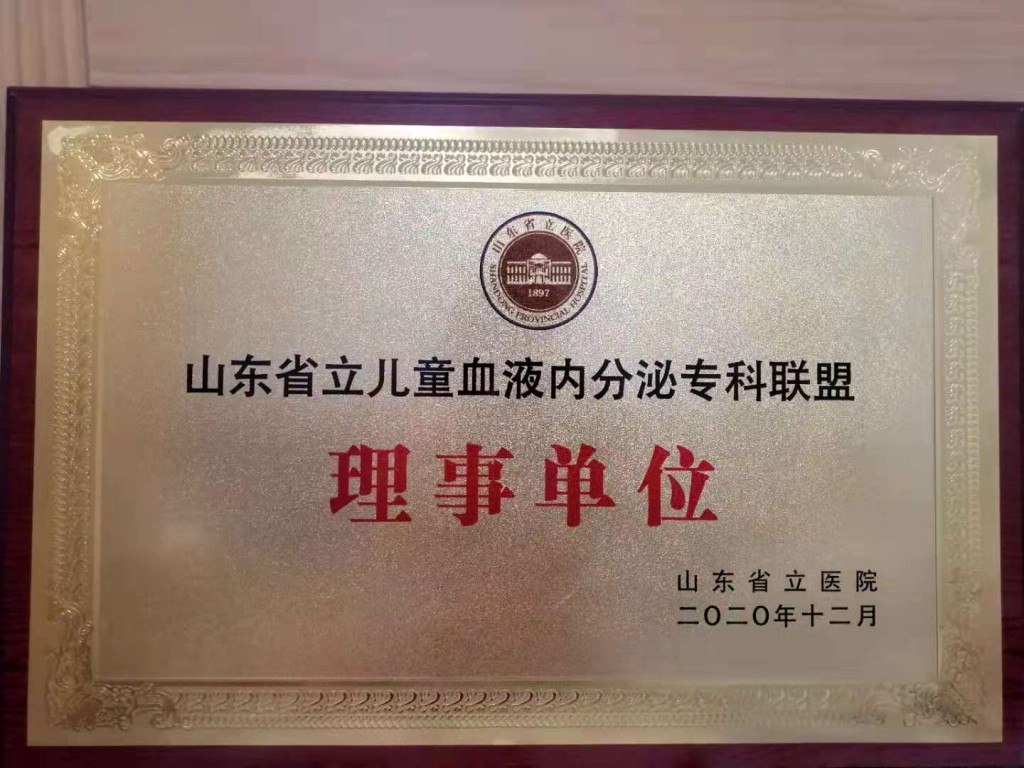 山东省立医院
1897
SHANDONG PROVINCIAL HOSPITAL
山东省立儿童血液内分泌专科联盟
理事单位
山东省立医院
二〇二〇年十二月